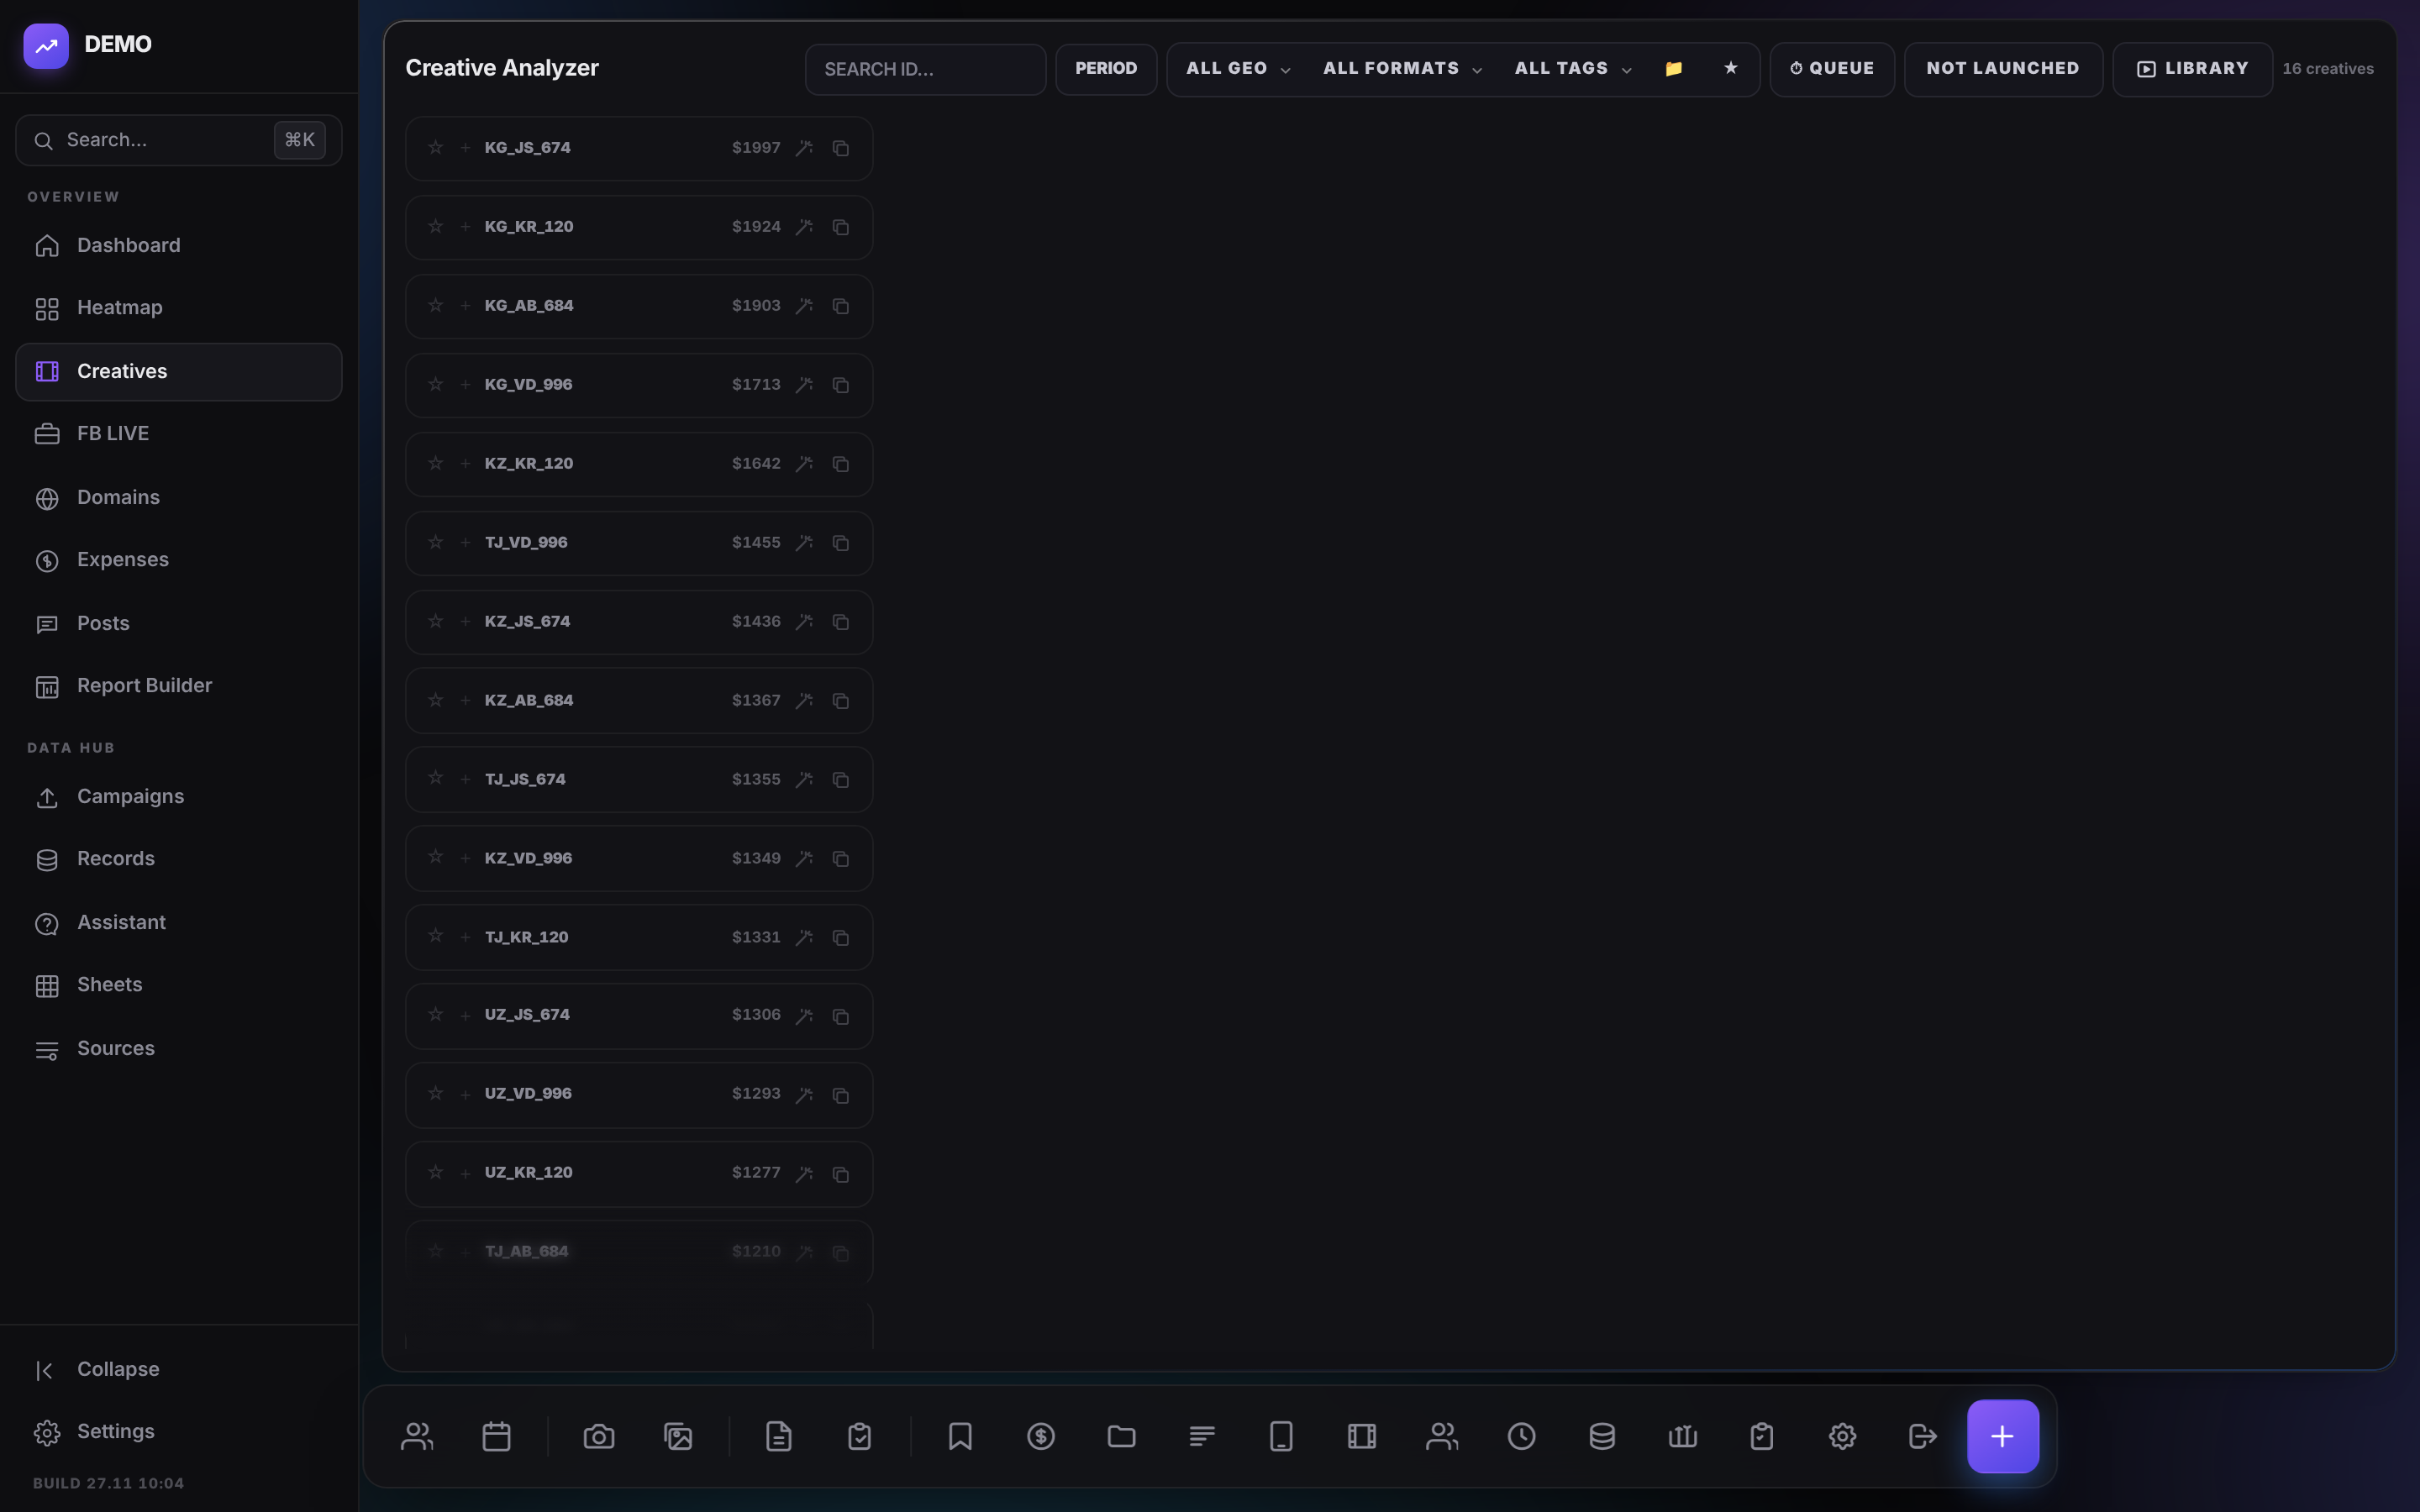 DEMO
Search...
⌘K
OVERVIEW
Dashboard
Heatmap
Creatives
FB LIVE
Domains
Expenses
Posts
Report Builder
DATA HUB
Campaigns
Records
Assistant
Sheets
Sources
Collapse
Settings
BUILD 27.11 10:04
Creative Analyzer
SEARCH ID...
PERIOD
ALL GEO
ALL FORMATS
ALL TAGS
QUEUE
NOT LAUNCHED
LIBRARY
16 creatives
KG_JS_674 $1997
KG_KR_120 $1924
KG_AB_684 $1903
KG_VD_996 $1713
KZ_KR_120 $1642
TJ_VD_996 $1455
KZ_JS_674 $1436
KZ_AB_684 $1367
TJ_JS_674 $1355
KZ_VD_996 $1349
TJ_KR_120 $1331
UZ_JS_674 $1306
UZ_VD_996 $1293
UZ_KR_120 $1277
TJ_AB_684 $1210